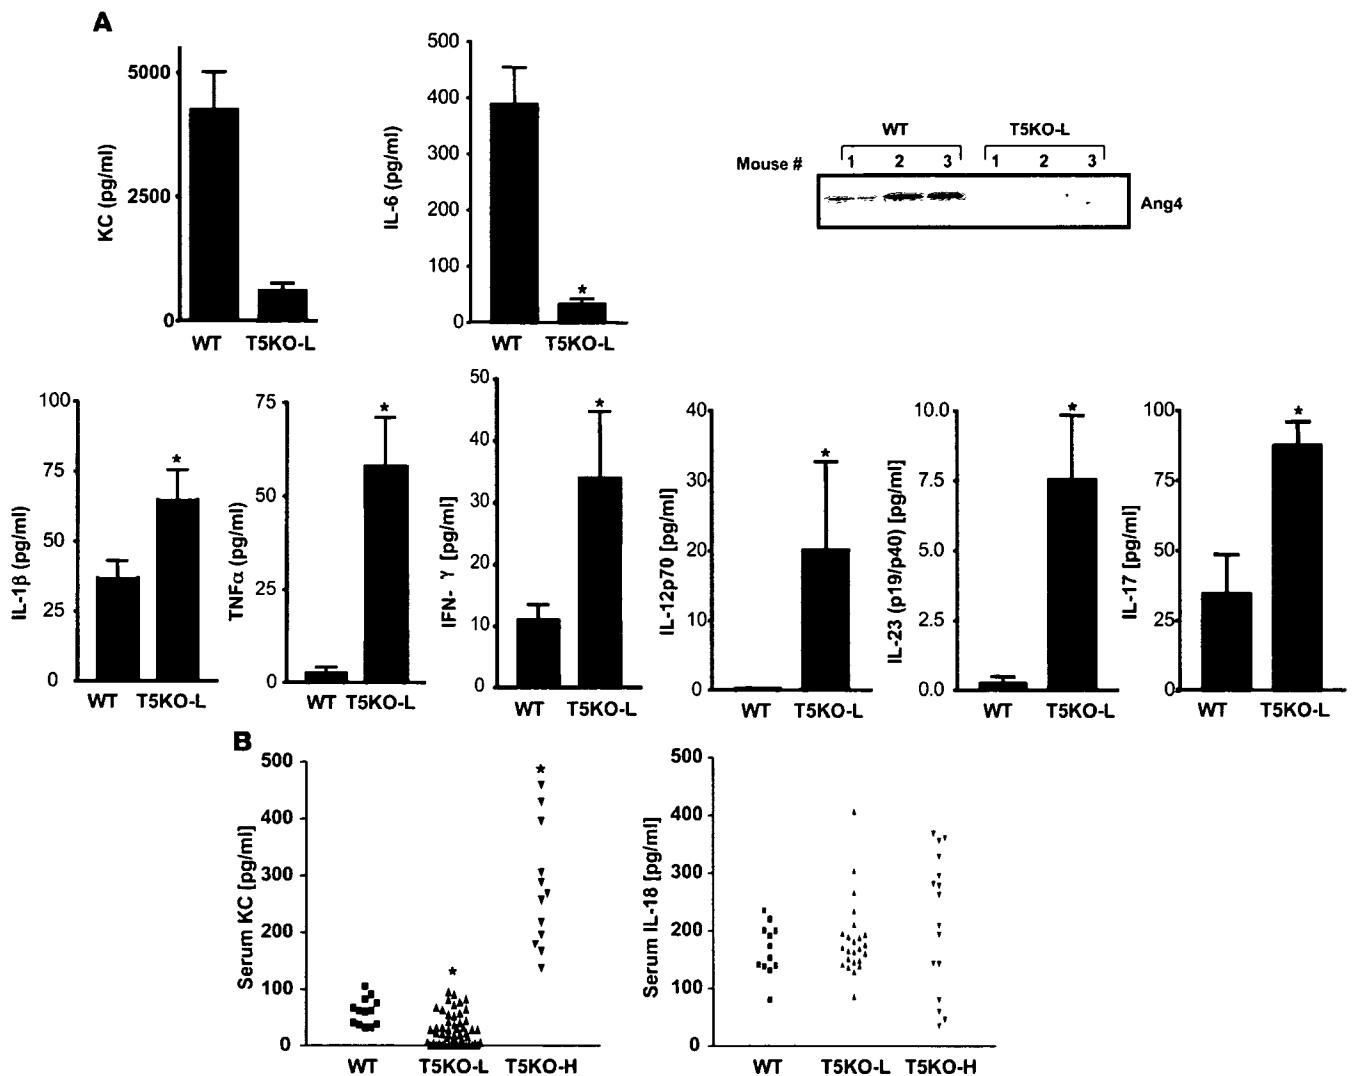 A
KC (pg/ml)
5000
2500
0
WT T5KO-L
IL-6 (pg/ml)
500
400
300
200
100
0
*
WT T5KO-L
WT T5KO-L
Mouse # 1 2 3 1 2 3
Ang4
IL-1β (pg/ml)
100
75
50
25
0
*
WT T5KO-L
TNFα (pg/ml)
75
50
25
0
*
WT T5KO-L
IFN- γ [pg/ml]
50
40
30
20
10
0
*
WT T5KO-L
IL-12p70 [pg/ml]
40
30
20
10
0
*
WT T5KO-L
IL-23 (p19/p40) [pg/ml]
10.0
7.5
5.0
2.5
0.0
*
WT T5KO-L
IL-17 [pg/ml]
100
75
50
25
0
*
WT T5KO-L
B
Serum KC [pg/ml]
500
400
300
200
100
0
*
*
WT T5KO-L T5KO-H
Serum IL-18 [pg/ml]
500
400
300
200
100
0
WT T5KO-L T5KO-H